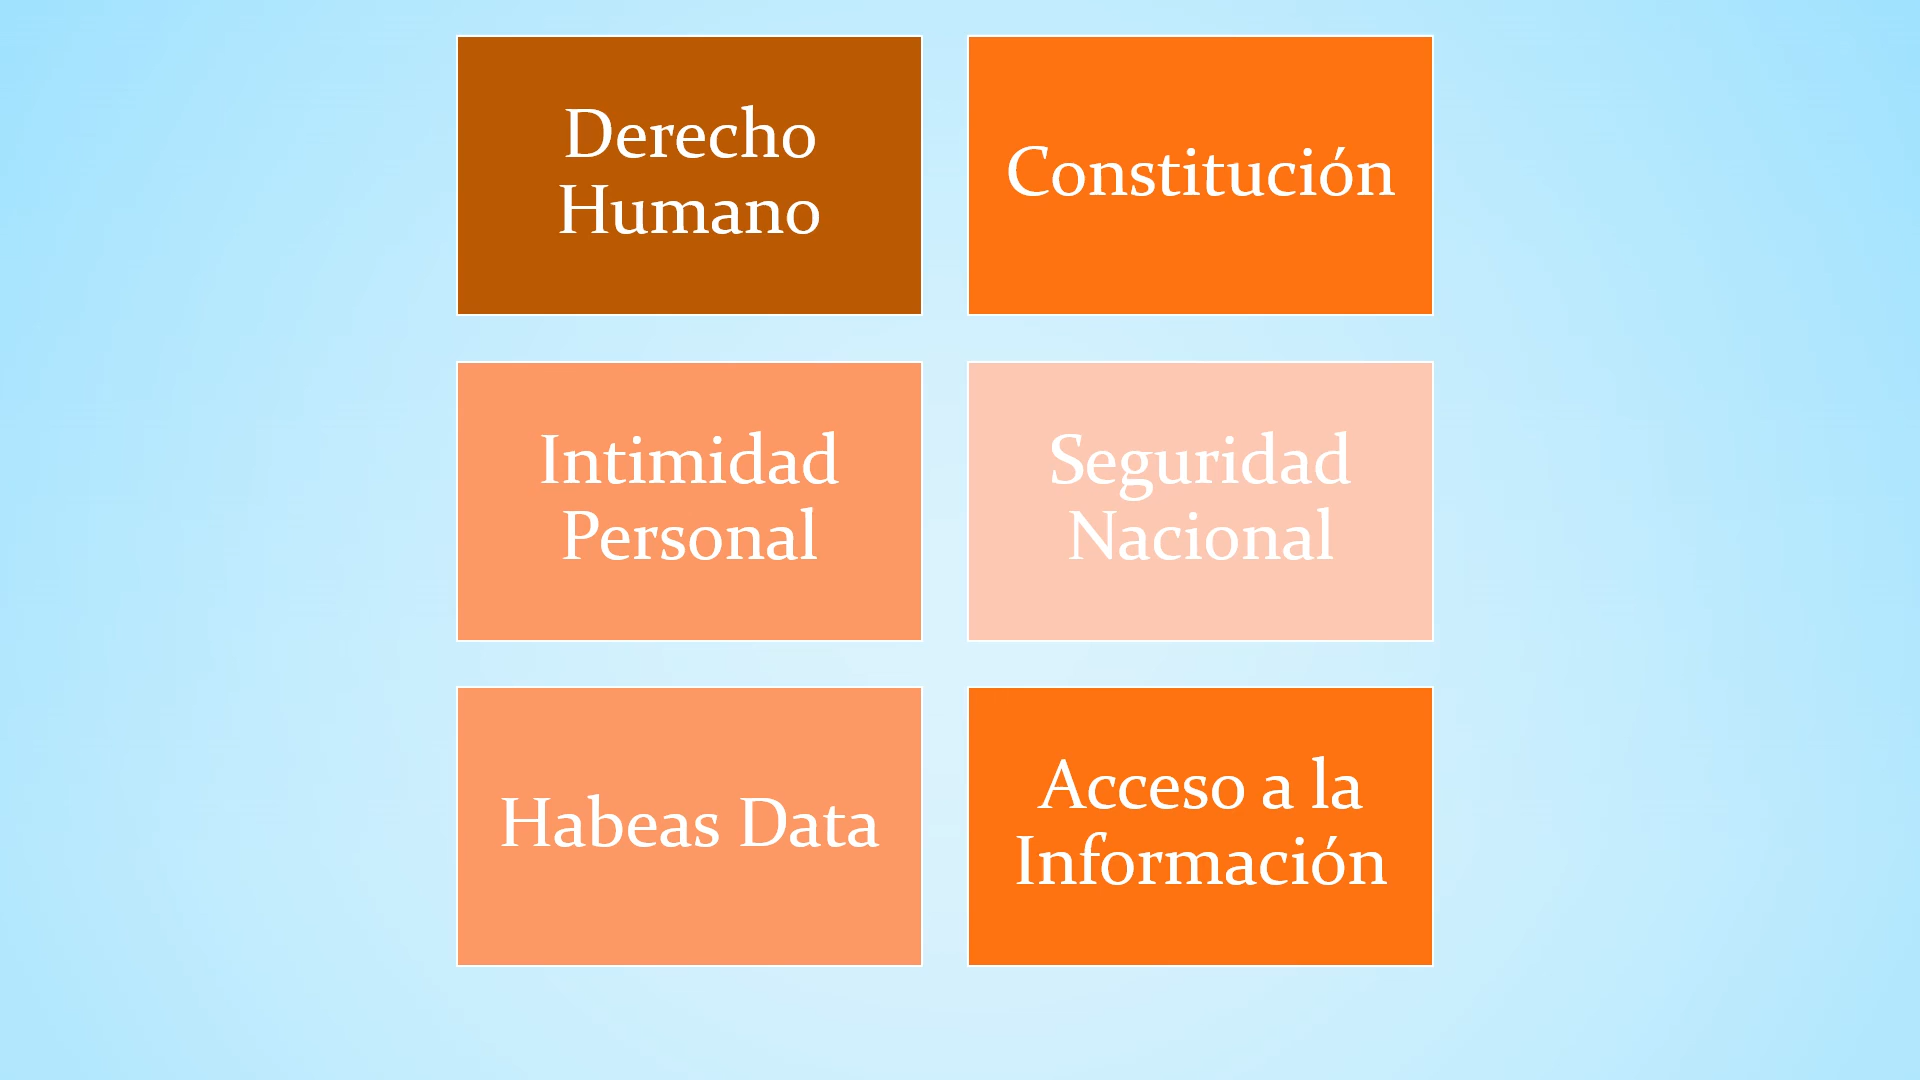 Derecho
Humano
Constitución
Intimidad
Personal
Seguridad
Nacional
Habeas Data
Acceso a la
Información